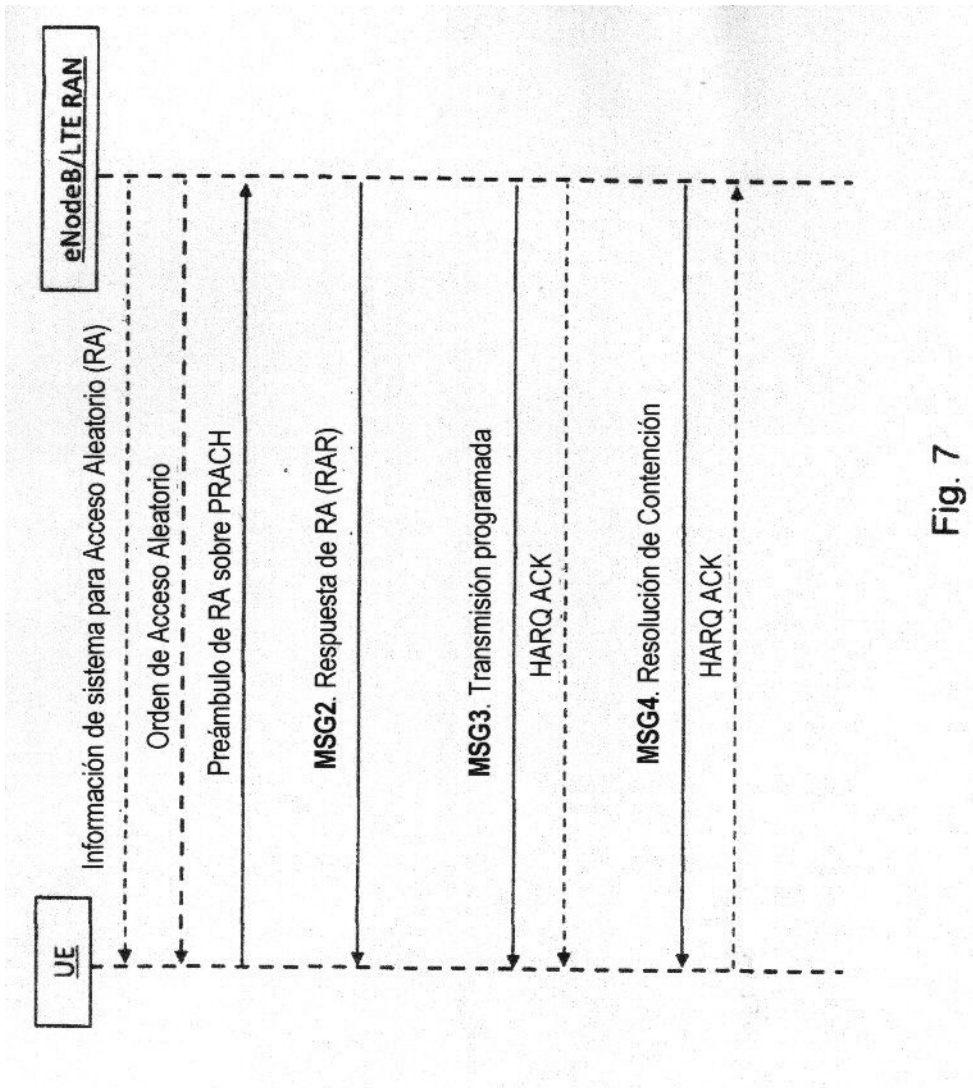 UE
eNodeB/LTE RAN
Información de sistema para Acceso Aleatorio (RA)
Orden de Acceso Aleatorio
Preámbulo de RA sobre PRACH
MSG2. Respuesta de RA (RAR)
MSG3. Transmisión programada
HARQ ACK
MSG4. Resolución de Contención
HARQ ACK
Fig. 7